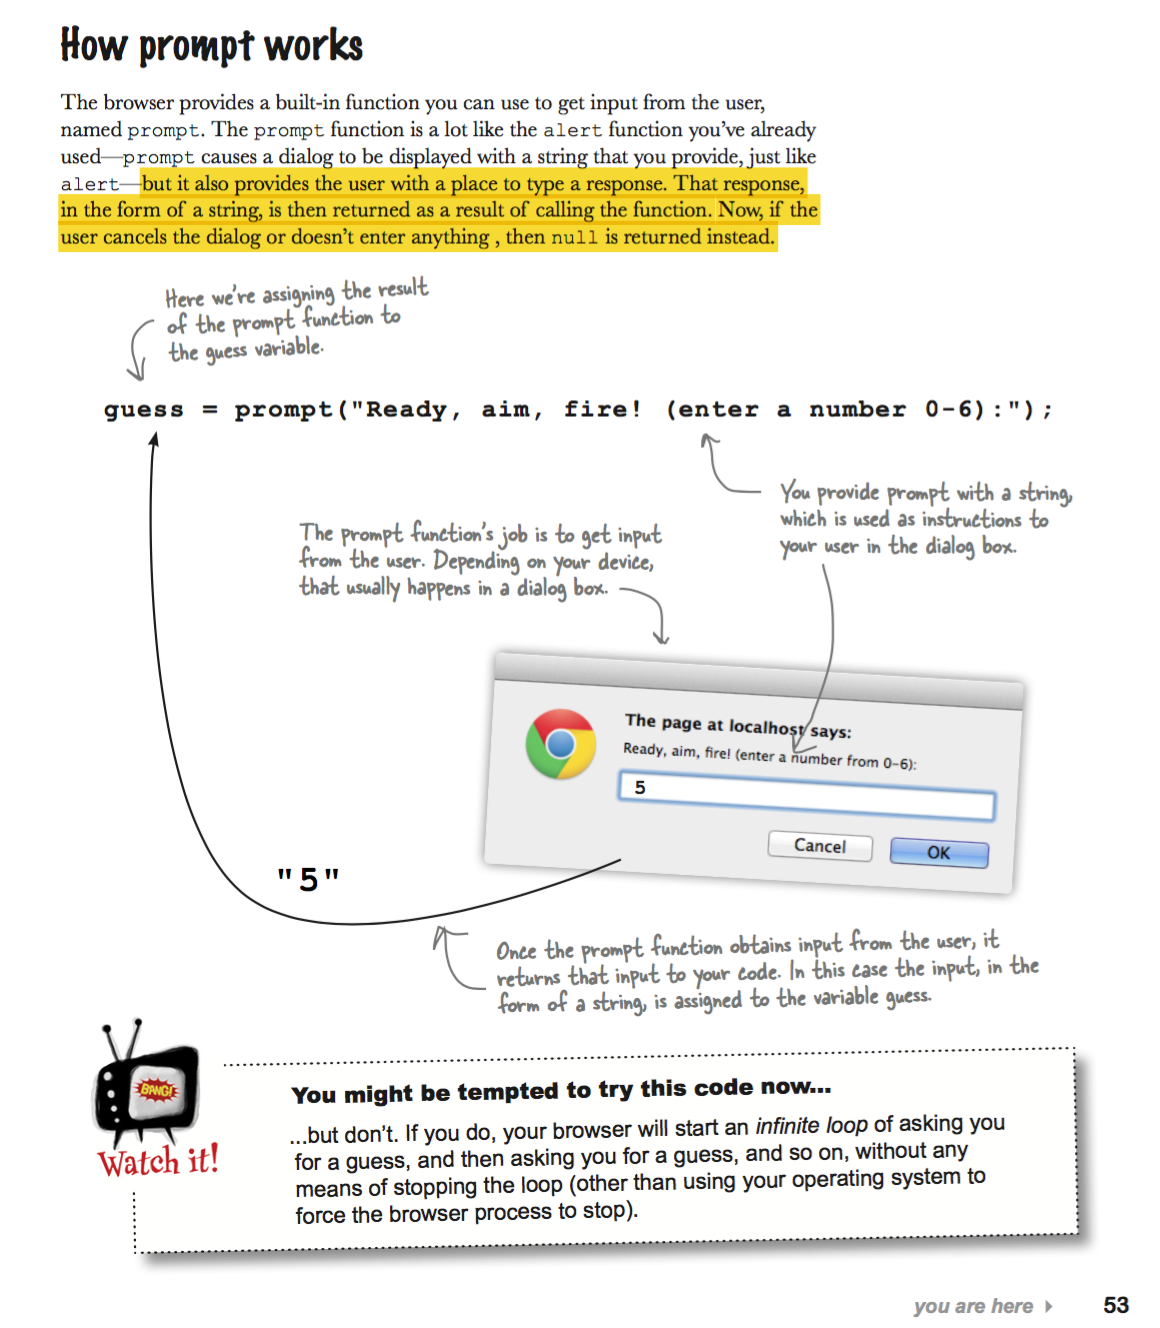 How prompt works
The browser provides a built-in function you can use to get input from the user,
named prompt. The prompt function is a lot like the alert function you’ve already
used—prompt causes a dialog to be displayed with a string that you provide, just like
alert—but it also provides the user with a place to type a response. That response,
in the form of a string, is then returned as a result of calling the function. Now, if the
user cancels the dialog or doesn’t enter anything , then null is returned instead.
Here we’re assigning the result
of the prompt function to
the guess variable.
guess = prompt("Ready, aim, fire! (enter a number 0-6):");
You provide prompt with a string,
which is used as instructions to
your user in the dialog box.
The prompt function’s job is to get input
from the user. Depending on your device,
that usually happens in a dialog box.
The page at localhost says:
Ready, aim, fire! (enter a number from 0-6):
5
Cancel
OK
"5"
Once the prompt function obtains input from the user, it
returns that input to your code. In this case the input, in the
form of a string, is assigned to the variable guess.
BANG!
Watch it!
You might be tempted to try this code now...
...but don’t. If you do, your browser will start an infinite loop of asking you
for a guess, and then asking you for a guess, and so on, without any
means of stopping the loop (other than using your operating system to
force the browser process to stop).
you are here
53